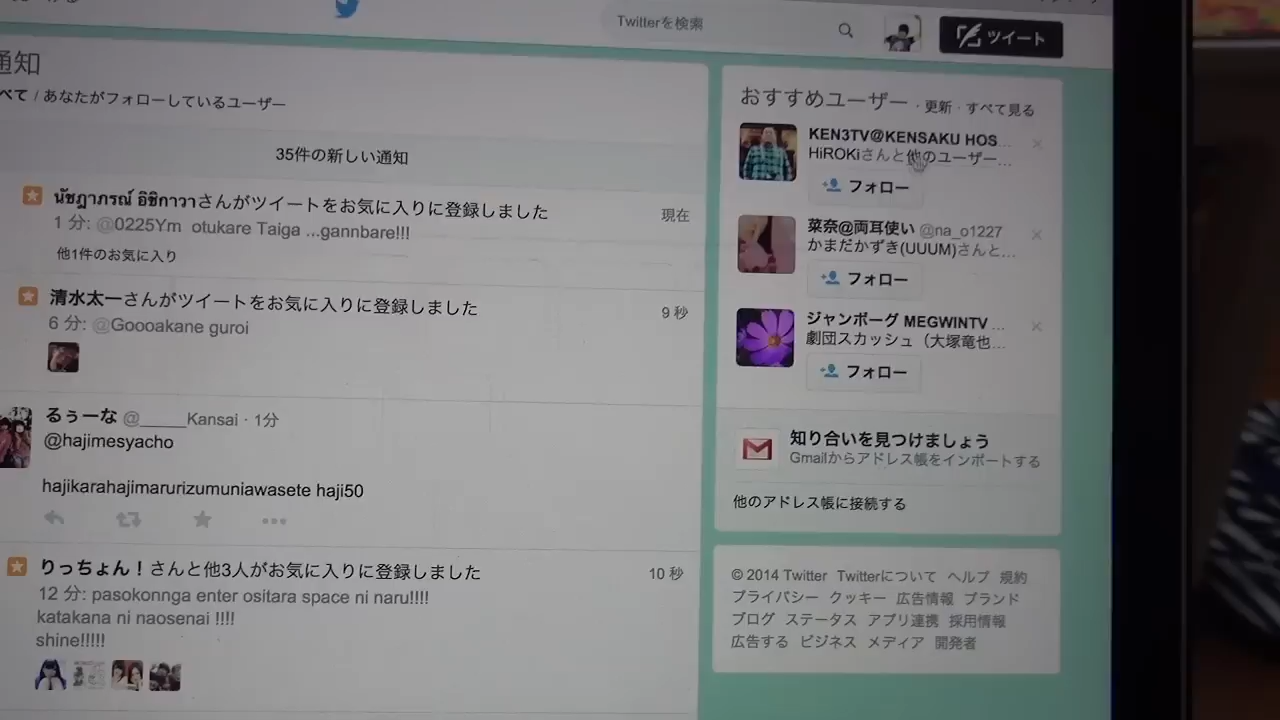 Twitterを検索
ツイート
通知
べて / あなたがフォローしているユーザー
35件の新しい通知
นัชฎาภรณ์ อิชิกาวาさんがツイートをお気に入りに登録しました
現在
1 分: @0225Ym otukare Taiga ...gannbare!!!
他1件のお気に入り
清水太一さんがツイートをお気に入りに登録しました
9 秒
6 分: @Goooakane guroi
るぅーな @_____Kansai · 1分
@hajimesyacho
hajikarahajimarurizumuniawasete haji50
りっちょん！さんと他3人がお気に入りに登録しました
10 秒
12 分: pasokonnga enter ositara space ni naru!!!!
katakana ni naosenai !!!!
shine!!!!!
おすすめユーザー · 更新 · すべて見る
KEN3TV@KENSAKU HOS...
HiROKiさんと他のユーザー...
フォロー
菜奈@両耳使い @na_o1227
かまだかずき(UUUM)さんと...
フォロー
ジャンボーグ MEGWINTV ...
劇団スカッシュ（大塚竜也...
フォロー
知り合いを見つけましょう
Gmailからアドレス帳をインポートする
他のアドレス帳に接続する
© 2014 Twitter Twitterについて ヘルプ 規約
プライバシー クッキー 広告情報 ブランド
ブログ ステータス アプリ連携 採用情報
広告する ビジネス メディア 開発者